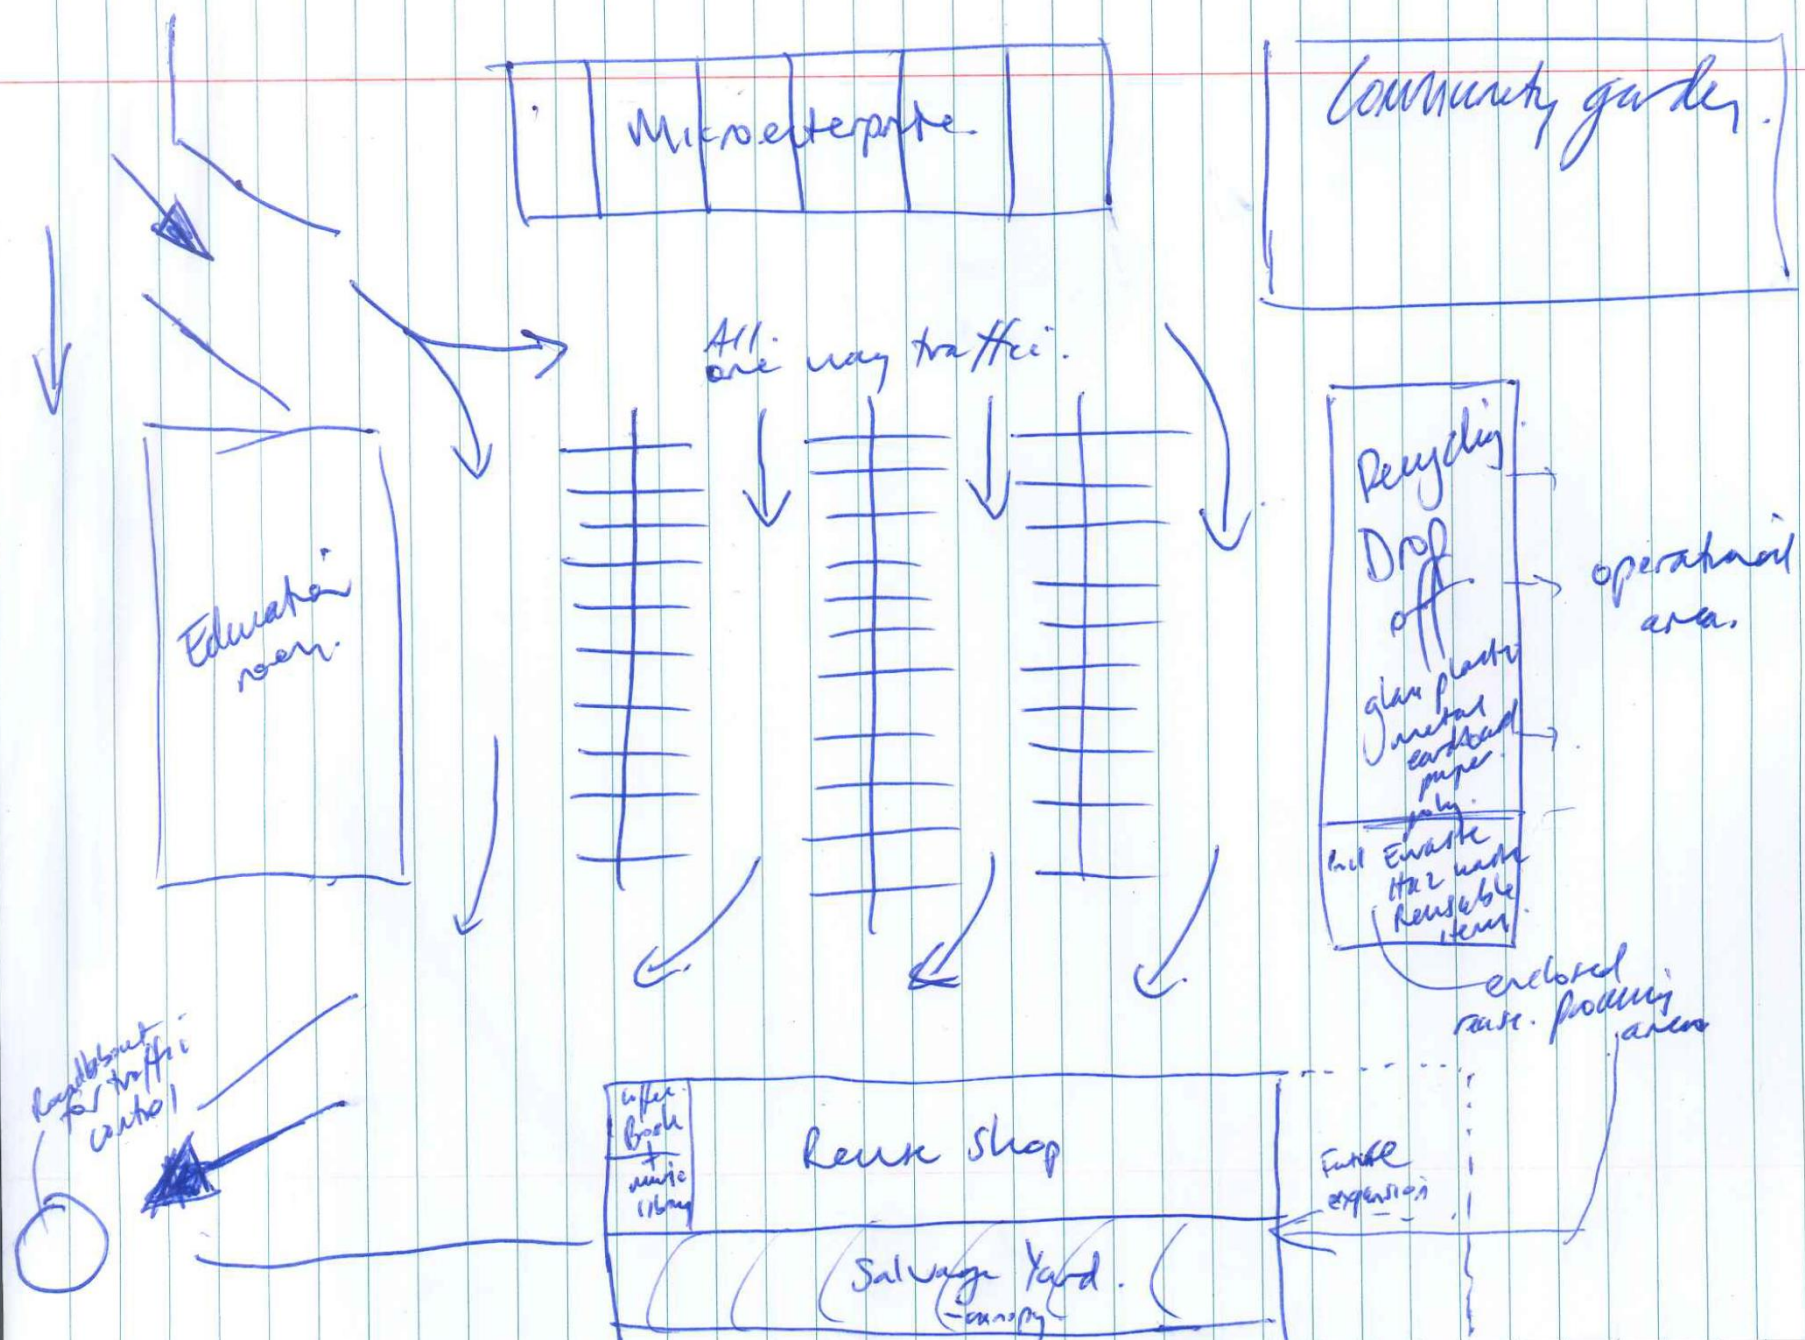 Microenterprise
Community garden.
All
one way traffic.
Education
room.
Recycling
Drop
off
glass plastic
metal
cardboard
paper.
poly.
Ewaste
Haz waste
Reusable
items.
operational
area.
enclosed
reuse. processing
area
Roundabout
for traffic
control
coffee.
Book
+
music
library
Reuse Shop
Future
expansion
Salvage Yard.
-canopy-